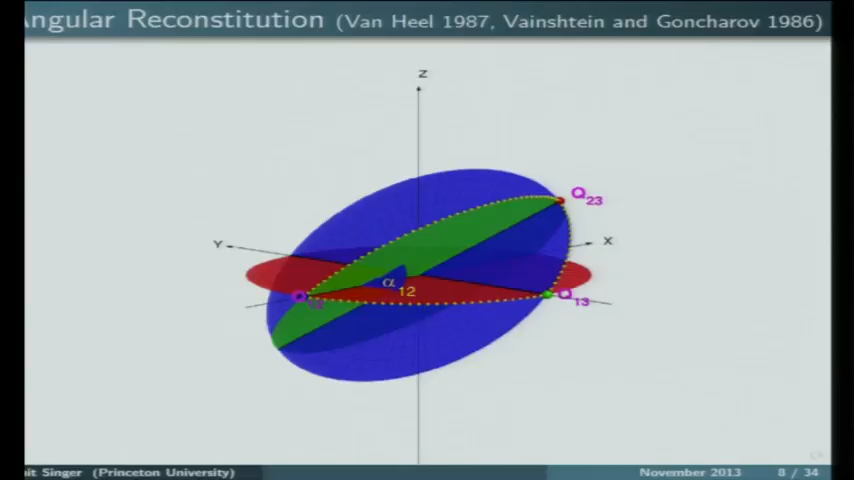 ngular Reconstitution (Van Heel 1987, Vainshtein and Goncharov 1986)
Z
Q23
Y
X
α12
Q13
it Singer (Princeton University)
November 2013
8 / 34